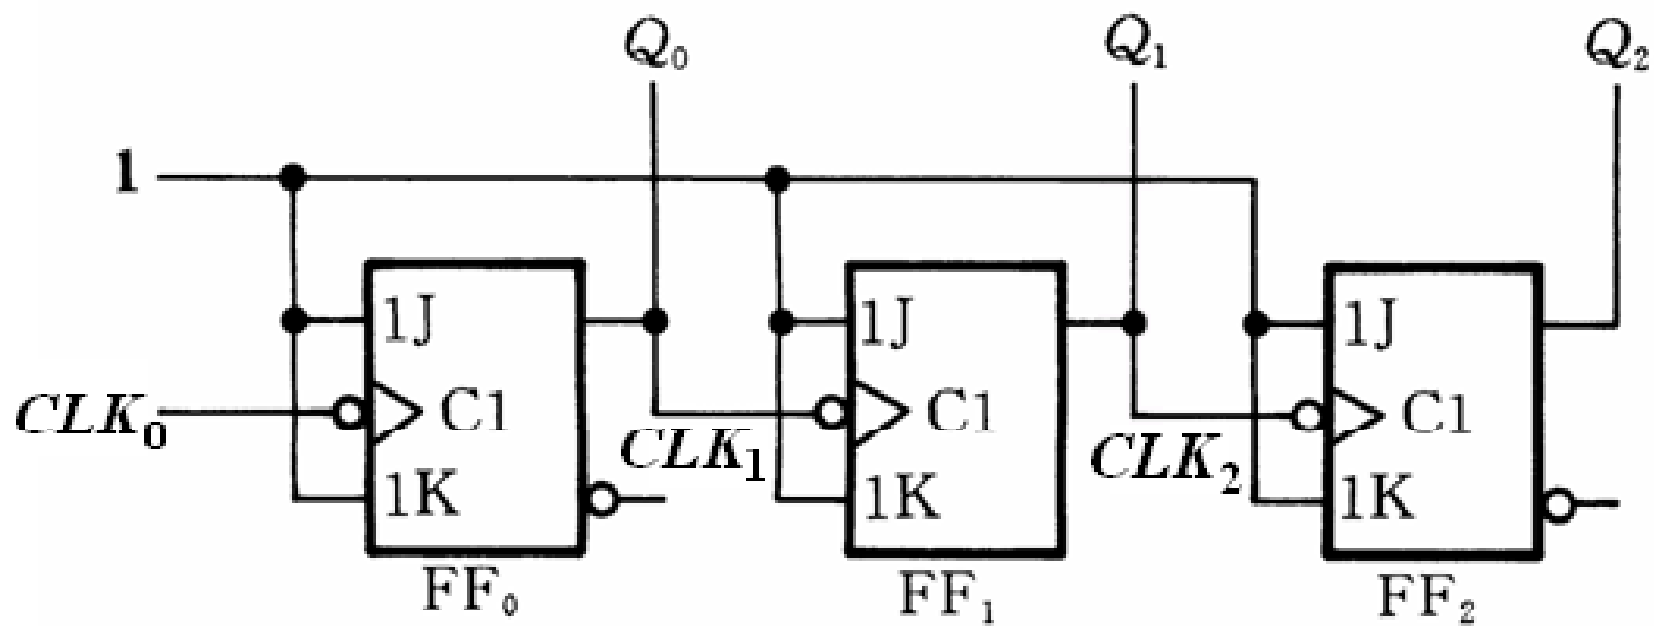 Q₀ Q₁ Q₂
1
1J 1J 1J
CLK₀ C1 CLK₁ C1 CLK₂ C1
1K 1K 1K
FF₀ FF₁ FF₂